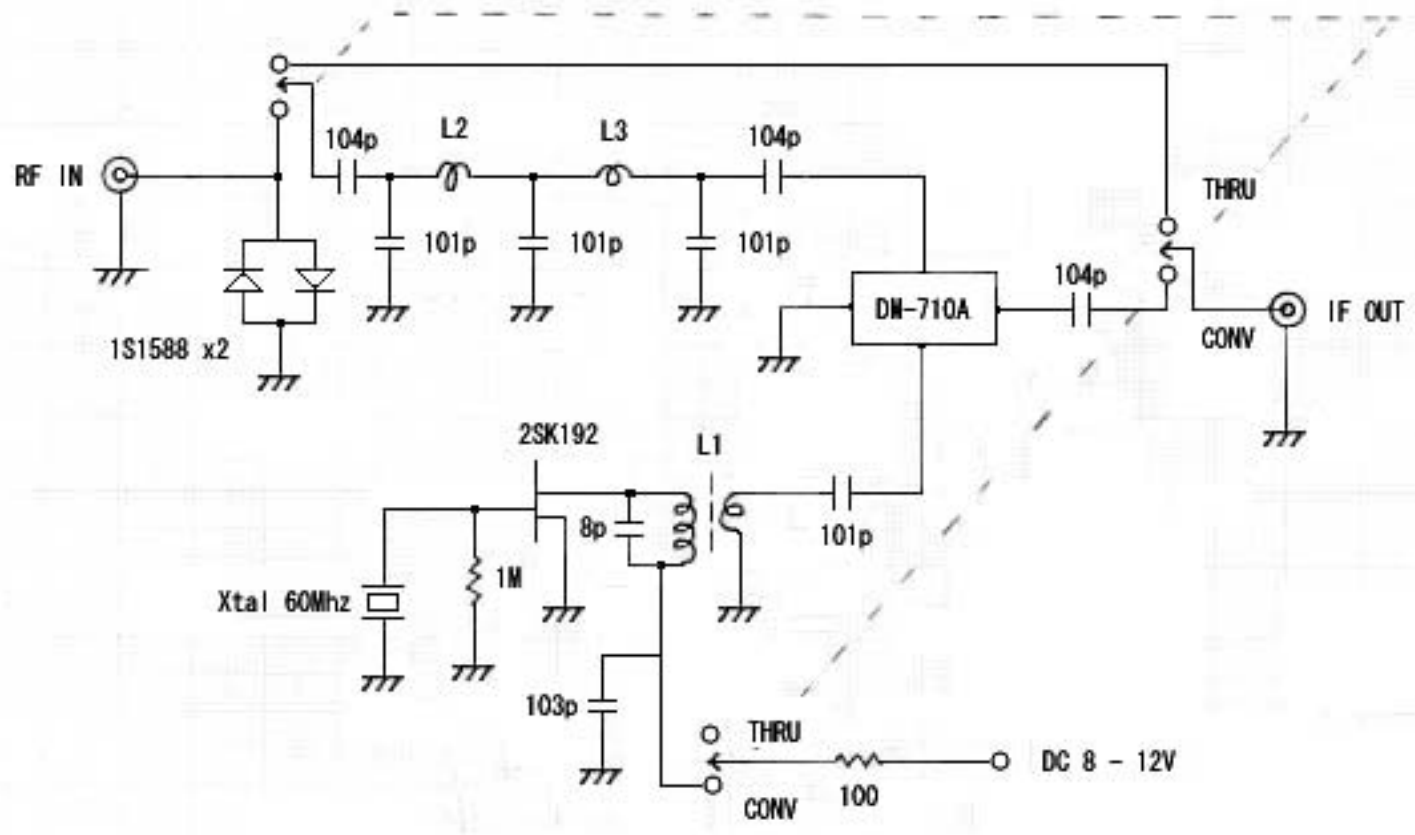 104p
L2
L3
104p
RF IN
THRU
101p
101p
101p
104p
DM-710A
IF OUT
CONV
1S1588 x2
2SK192
L1
8p
101p
1M
Xtal 60Mhz
103p
THRU
DC 8 - 12V
100
CONV